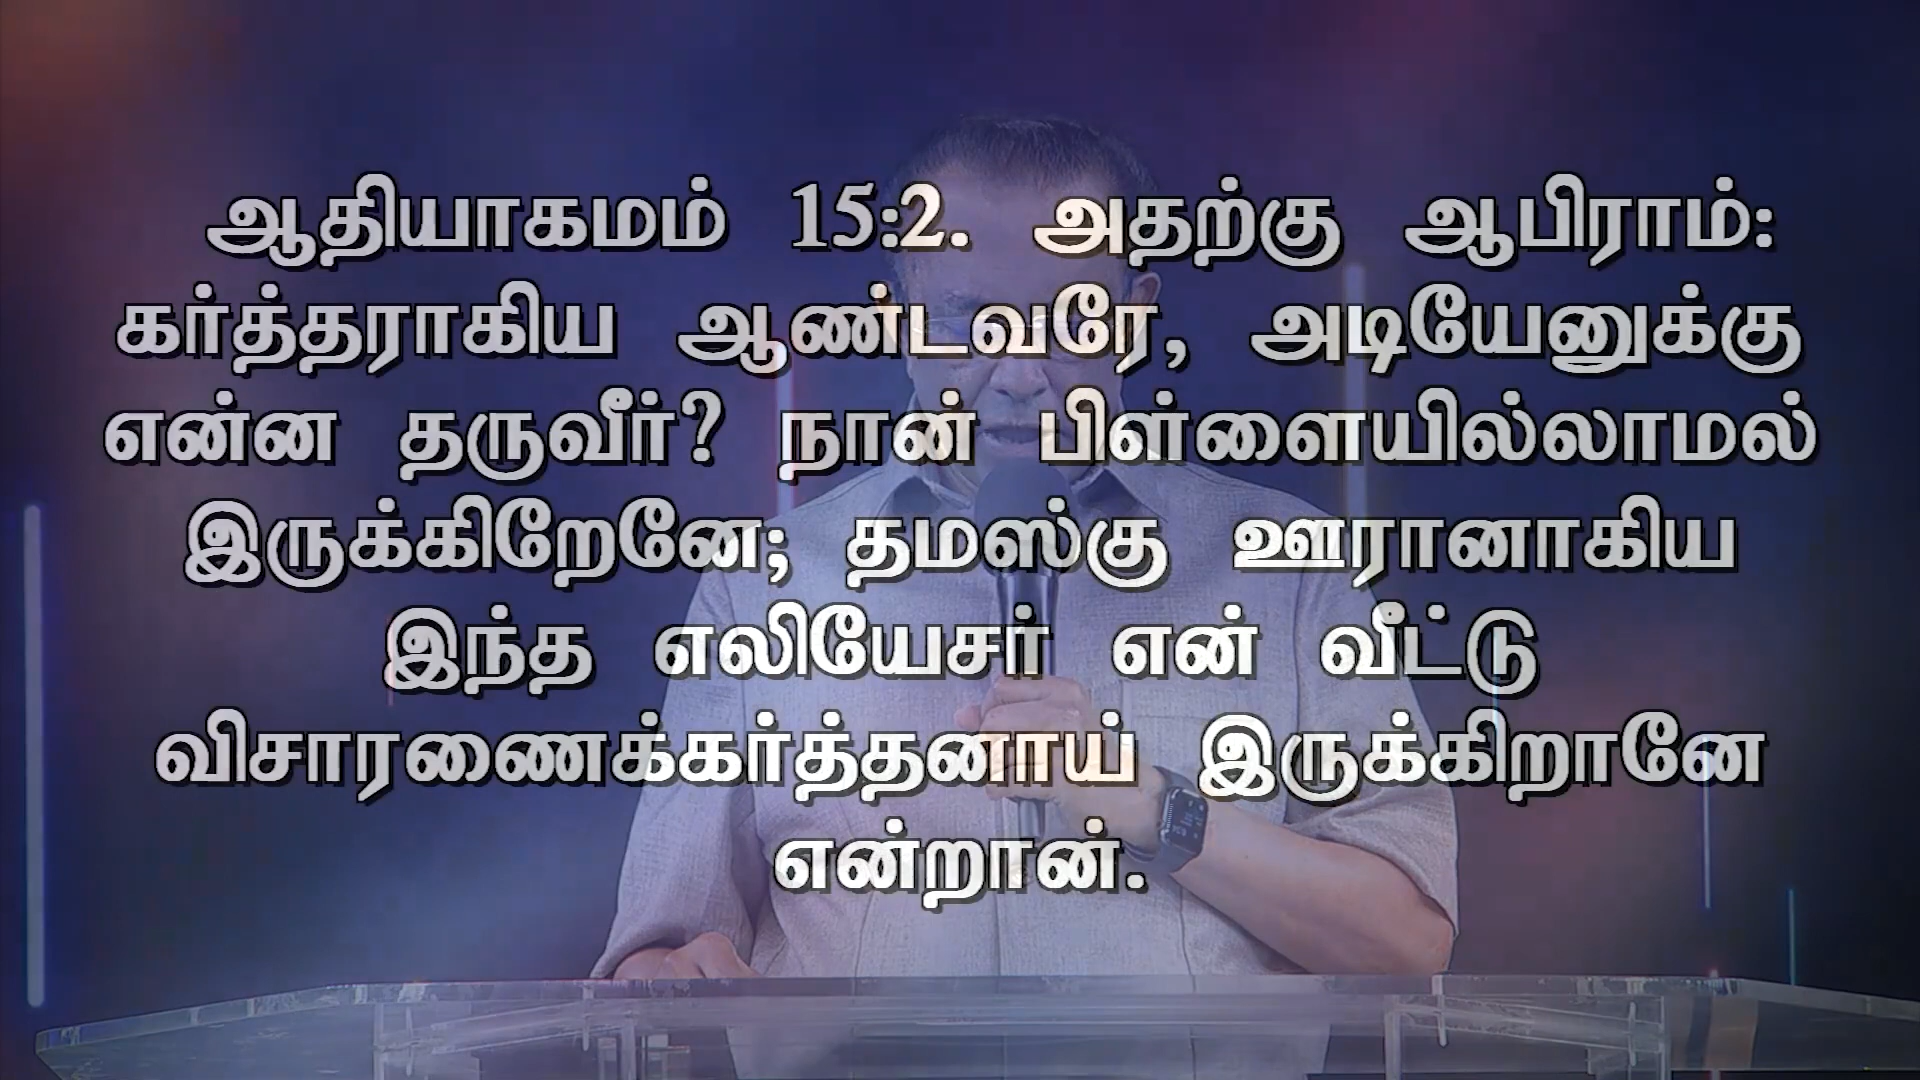 ஆதியாகமம் 15:2. அதற்கு ஆபிராம்:
கர்த்தராகிய ஆண்டவரே, அடியேனுக்கு
என்ன தருவீர்? நான் பிள்ளையில்லாமல்
இருக்கிறேனே; தமஸ்கு ஊரானாகிய
இந்த எலியேசர் என் வீட்டு
விசாரணைக்கர்த்தனாய் இருக்கிறானே
என்றான்.